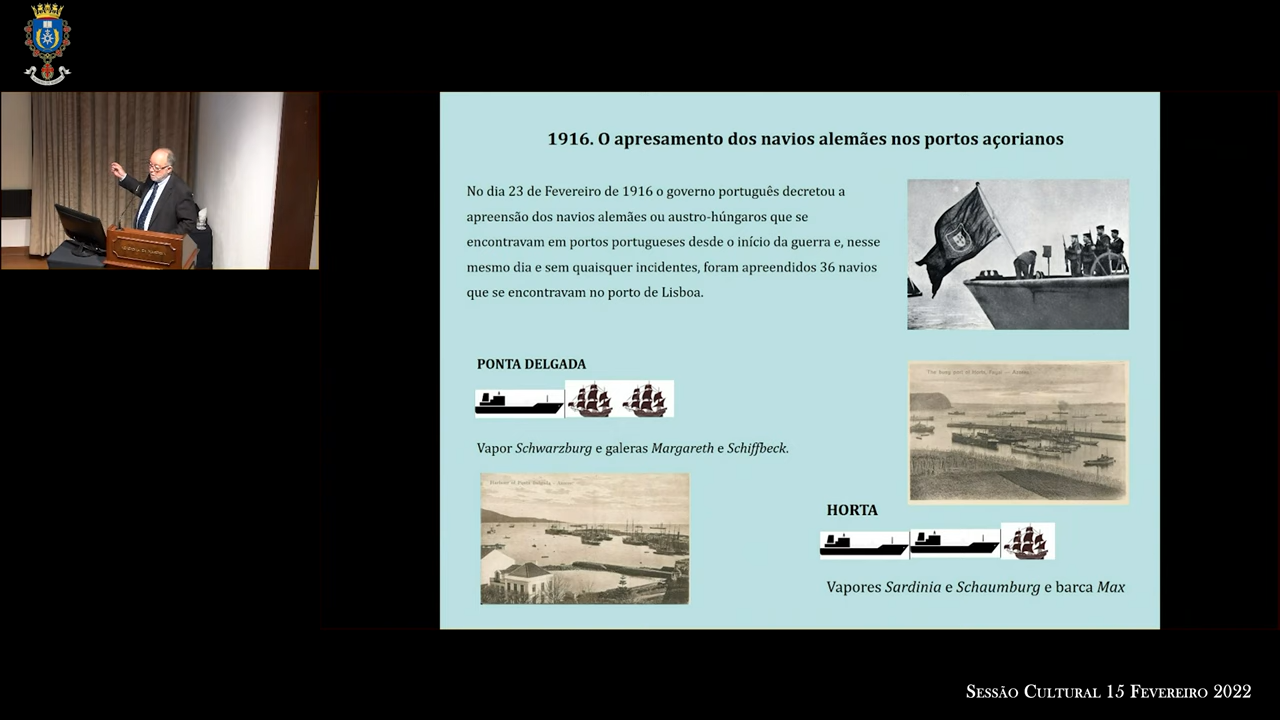 1916. O apresamento dos navios alemães nos portos açorianos
No dia 23 de Fevereiro de 1916 o governo português decretou a
apreensão dos navios alemães ou austro-húngaros que se
encontravam em portos portugueses desde o início da guerra e, nesse
mesmo dia e sem quaisquer incidentes, foram apreendidos 36 navios
que se encontravam no porto de Lisboa.
PONTA DELGADA
Vapor Schwarzburg e galeras Margareth e Schiffbeck.
HORTA
Vapores Sardinia e Schaumburg e barca Max
Sessão Cultural 15 Fevereiro 2022